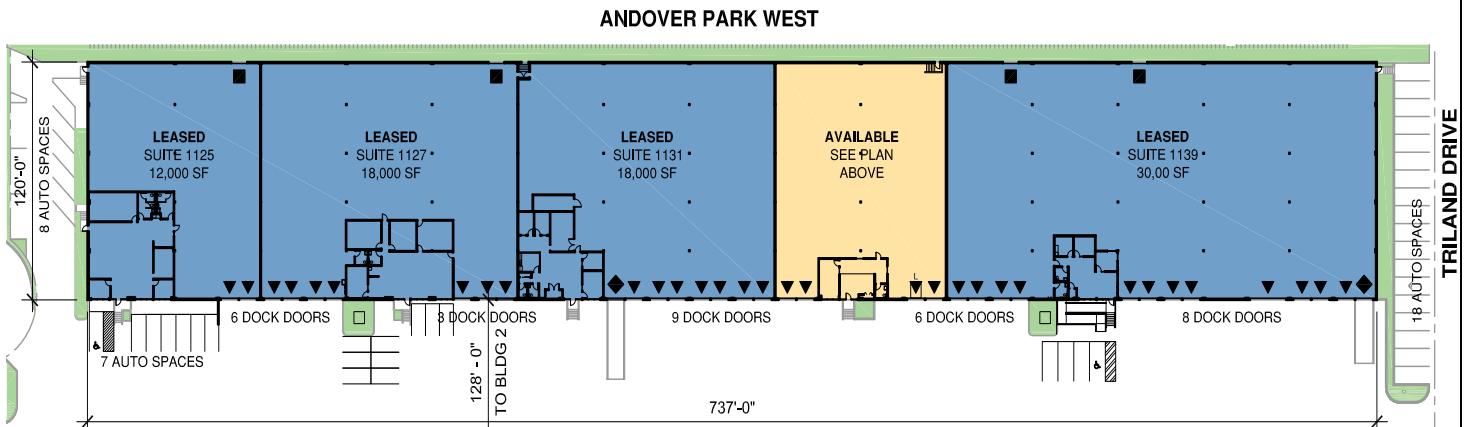 ANDOVER PARK WEST
120'-0"
8 AUTO SPACES
LEASED
SUITE 1125
12,000 SF
LEASED
SUITE 1127
18,000 SF
LEASED
SUITE 1131
18,000 SF
AVAILABLE
SEE PLAN
ABOVE
LEASED
SUITE 1139
30,00 SF
18 AUTO SPACES
TRILAND DRIVE
6 DOCK DOORS
3 DOCK DOORS
9 DOCK DOORS
6 DOCK DOORS
8 DOCK DOORS
7 AUTO SPACES
128' - 0"
TO BLDG 2
737'-0"